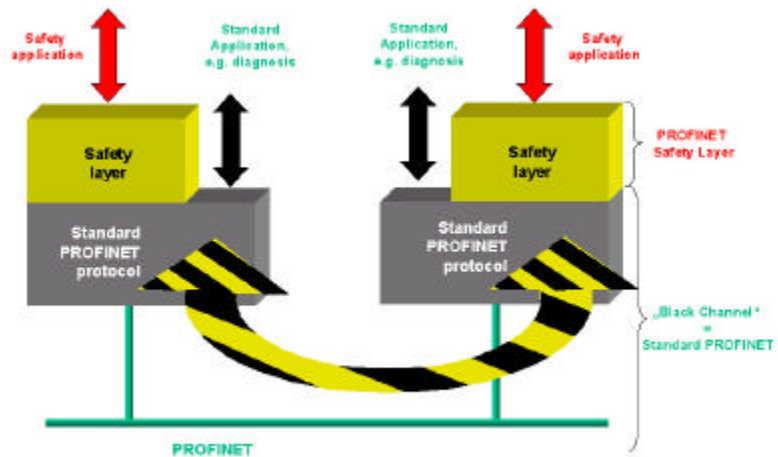 Safety
application
Standard
Application,
e.g. diagnosis
Standard
Application,
e.g. diagnosis
Safety
application
Safety
layer
Safety
layer
PROFINET
Safety Layer
Standard
PROFINET
protocol
Standard
PROFINET
protocol
„Black Channel“
=
Standard PROFINET
PROFINET